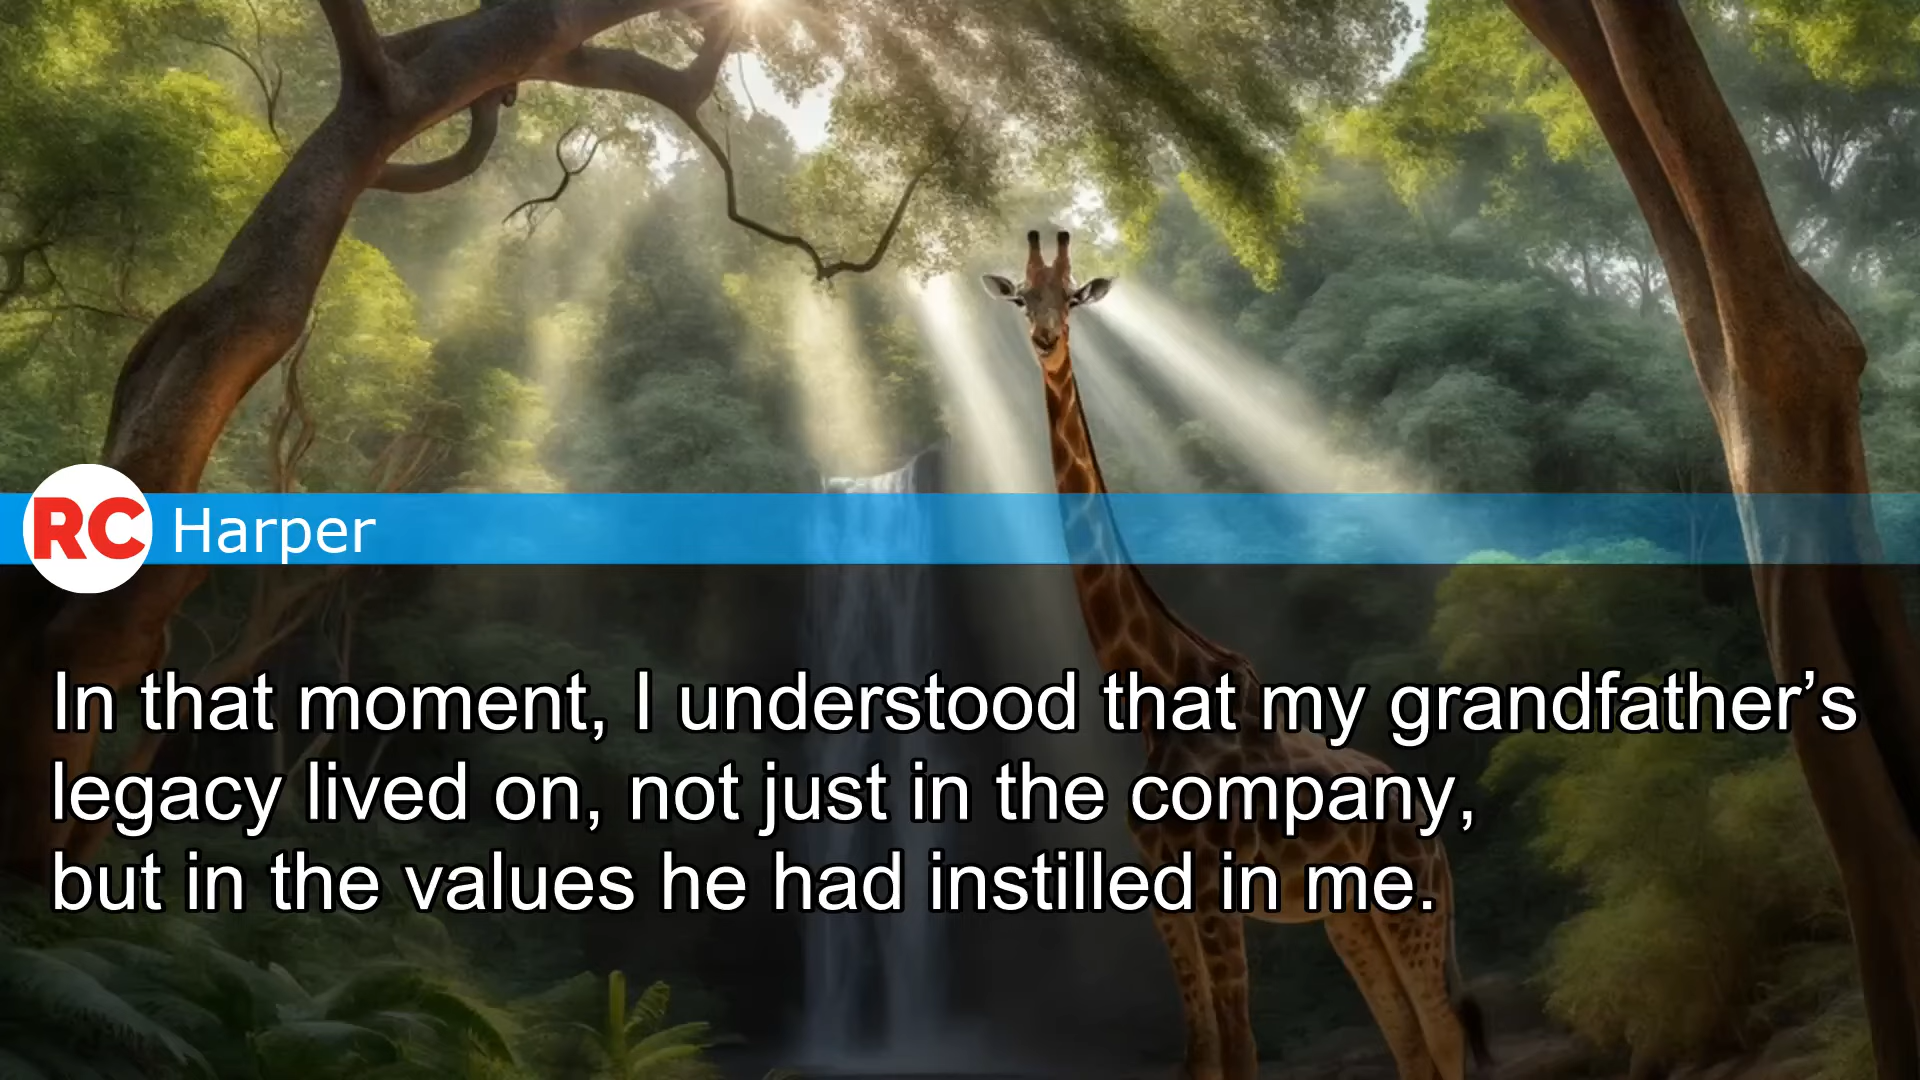 RC Harper
In that moment, I understood that my grandfather’s
legacy lived on, not just in the company,
but in the values he had instilled in me.